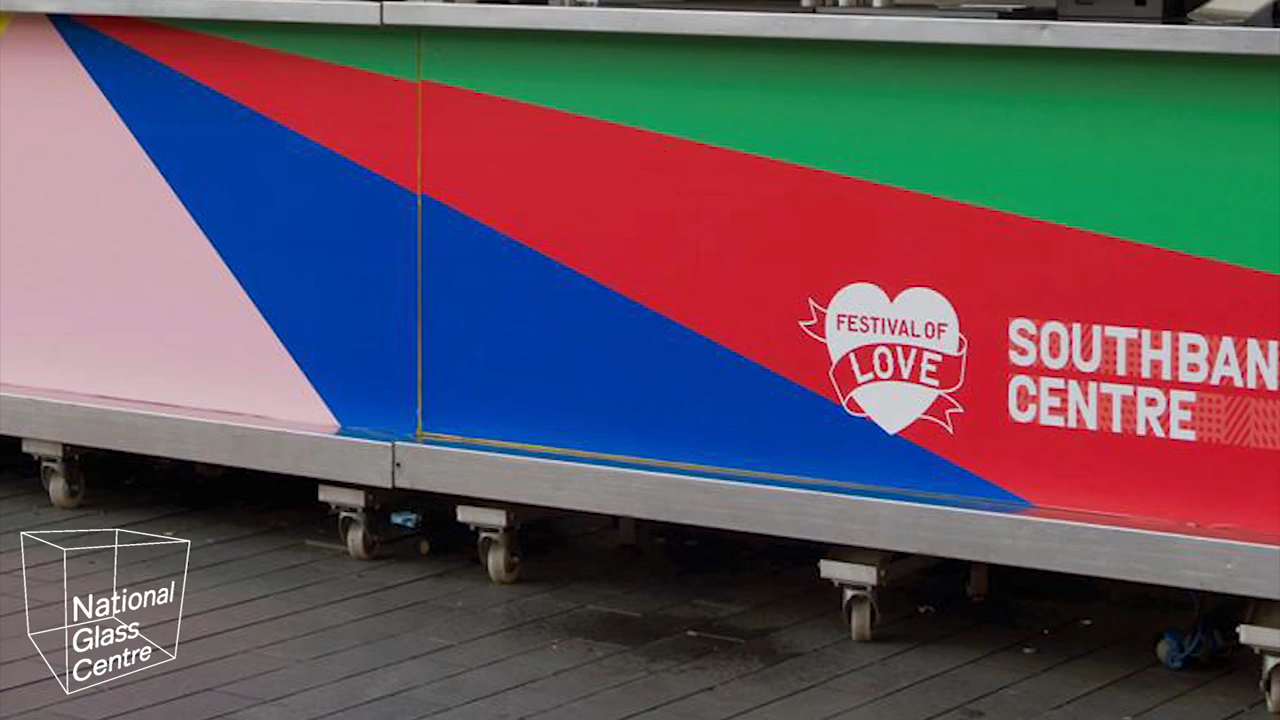 FESTIVAL OF
LOVE
SOUTHBAN
CENTRE
National
Glass
Centre